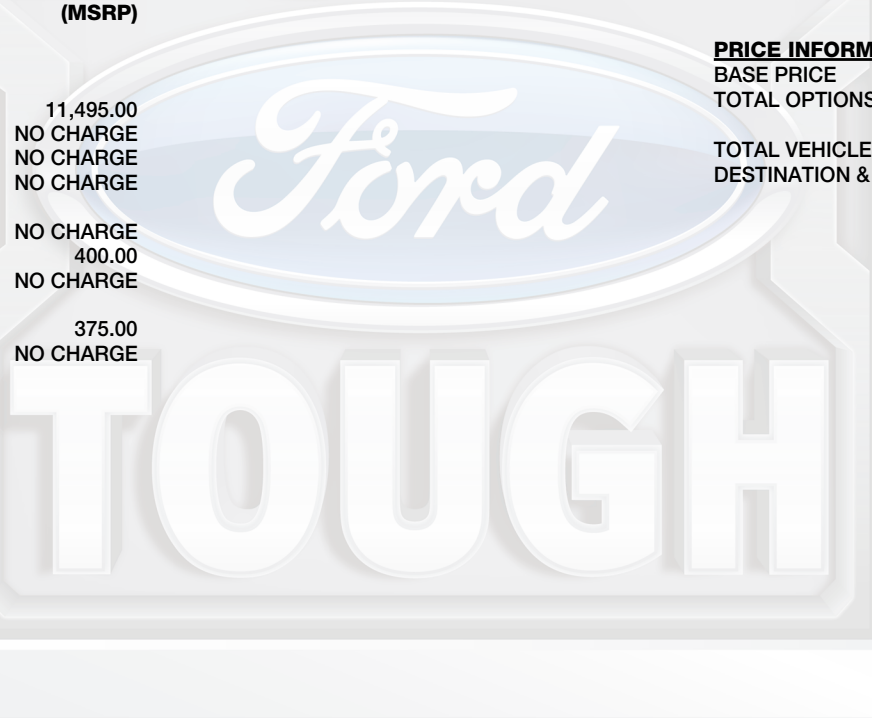 (MSRP)
11,495.00
NO CHARGE
NO CHARGE
NO CHARGE
NO CHARGE
400.00
NO CHARGE
375.00
NO CHARGE
PRICE INFORM
BASE PRICE
TOTAL OPTIONS
TOTAL VEHICLE
DESTINATION &
Ford
TOUGH